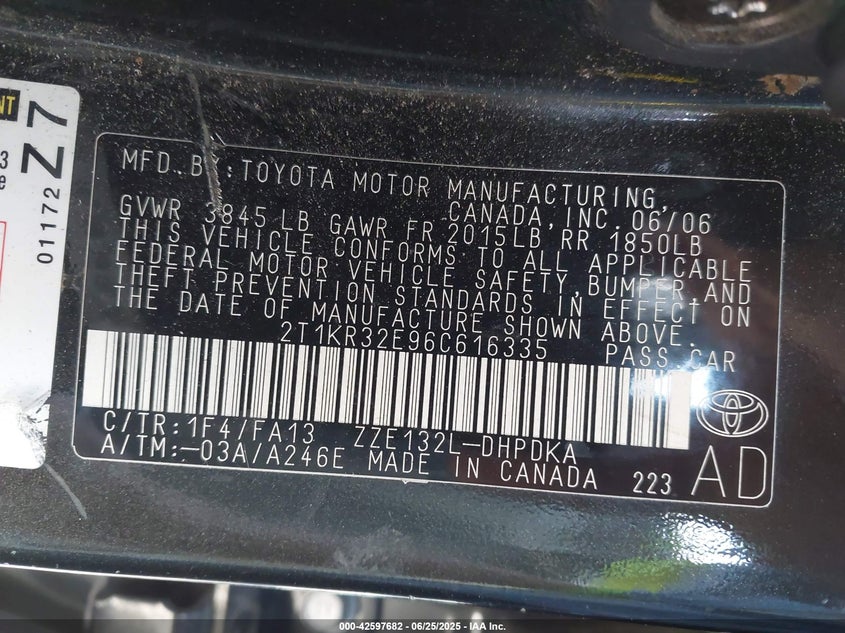 NT
3
e
01172
Z7
MFD.BY:TOYOTA MOTOR MANUFACTURING,
CANADA,INC. 06/06
GVWR 3845 LB GAWR FR 2015LB RR 1850LB
THIS VEHICLE CONFORMS TO ALL APPLICABLE
FEDERAL MOTOR VEHICLE SAFETY, BUMPER, AND
THEFT PREVENTION STANDARDS IN EFFECT ON
THE DATE OF MANUFACTURE SHOWN ABOVE.
2T1KR32E96C616335 PASS.CAR
C/TR:1F4/FA13 ZZE132L-DHPDKA
A/TM:-03A/A246E MADE IN CANADA 223
AD
000-42597682 - 06/25/2025 - IAA Inc.